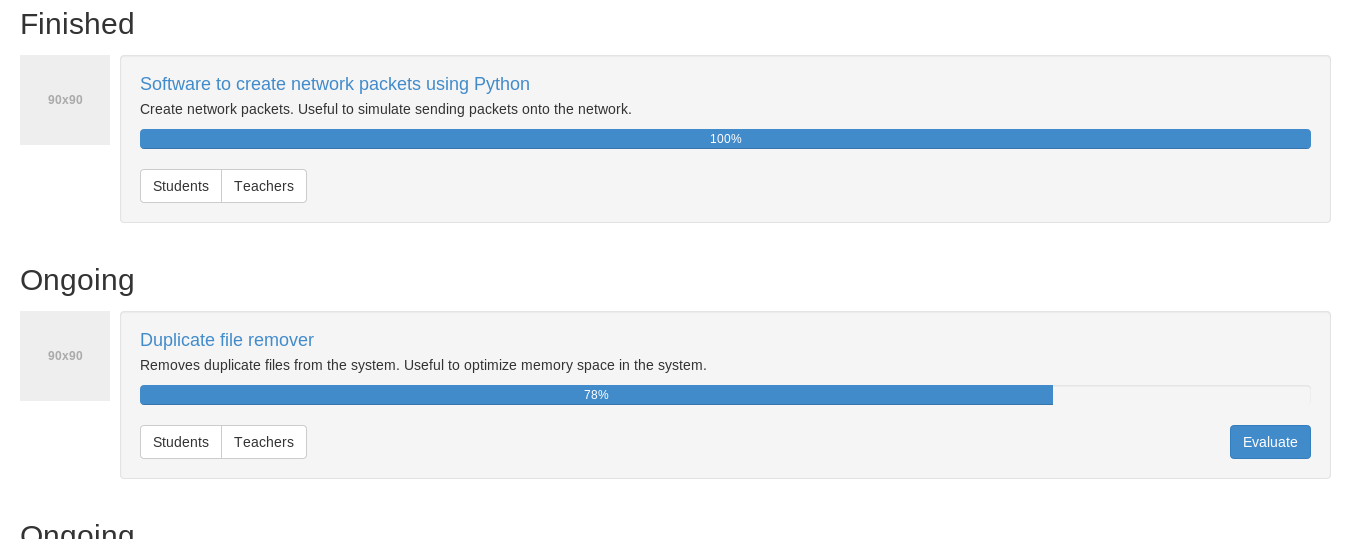 Finished
90x90
Software to create network packets using Python
Create network packets. Useful to simulate sending packets onto the network.
100%
Students Teachers
Ongoing
90x90
Duplicate file remover
Removes duplicate files from the system. Useful to optimize memory space in the system.
78%
Students Teachers Evaluate
Ongoing